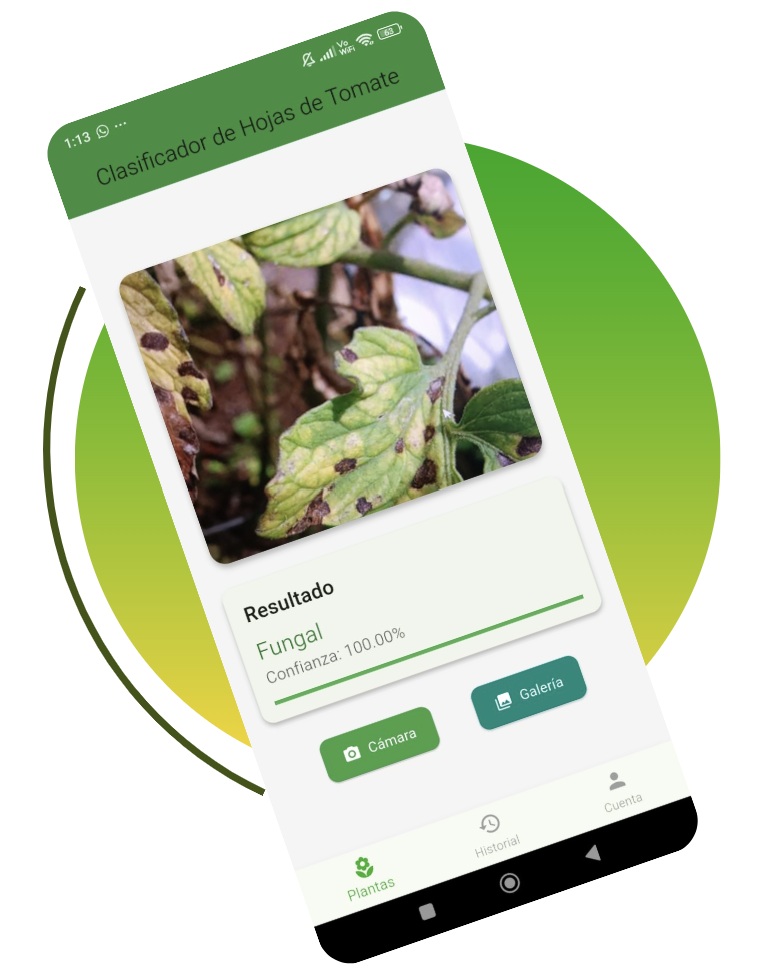 1:13 ...
Vo
WiFi
63
Clasificador de Hojas de Tomate
Resultado
Fungal
Confianza: 100.00%
Cámara
Galería
Plantas
Historial
Cuenta